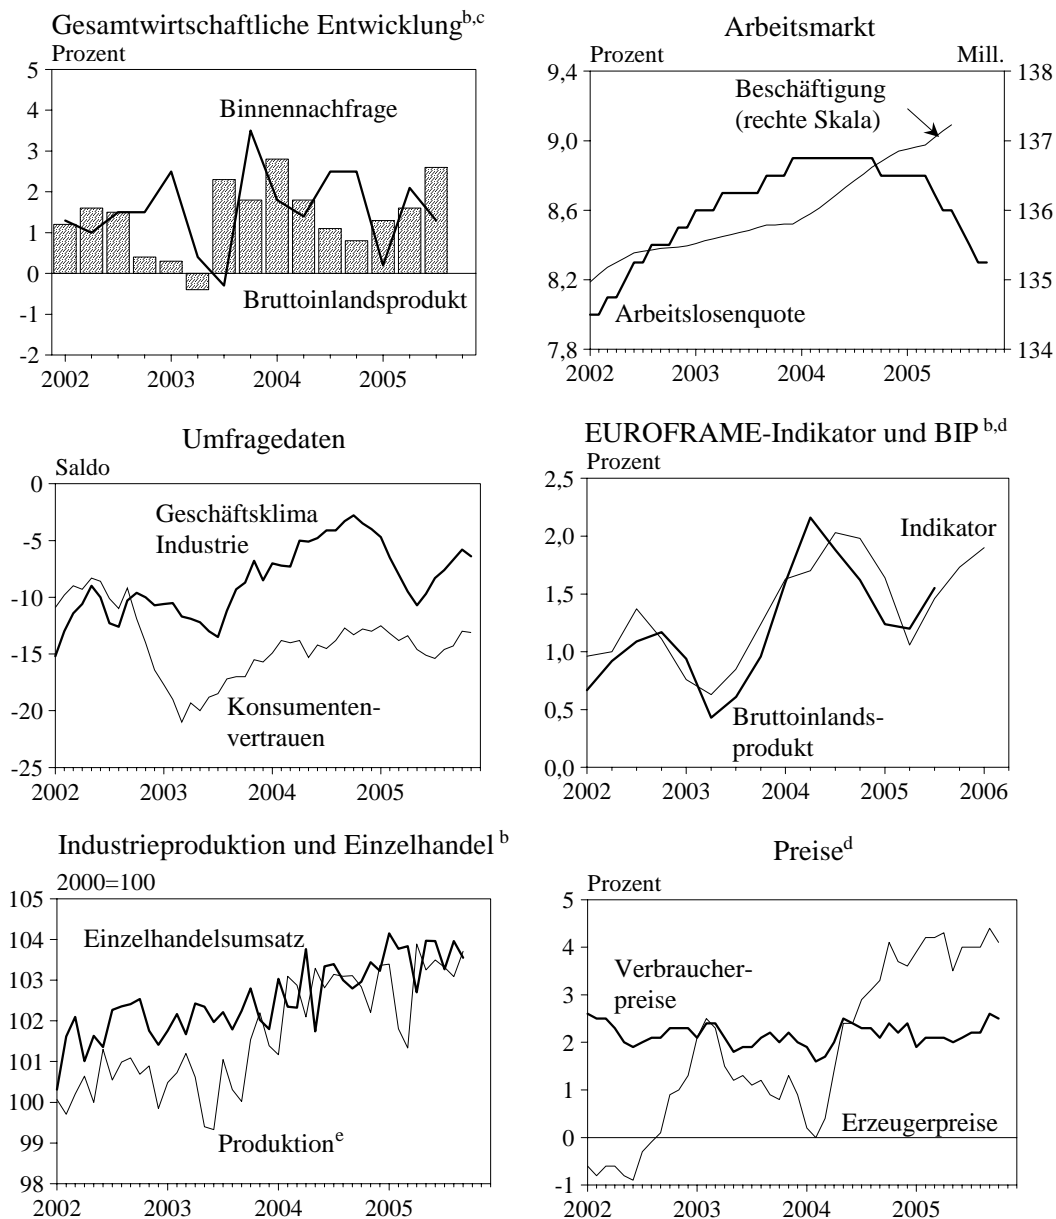 Gesamtwirtschaftliche Entwicklung b,c
Prozent
5
4
3
2
1
0
-1
-2
Binnennachfrage
Bruttoinlandsprodukt
2002 2003 2004 2005
Arbeitsmarkt
Prozent Mill.
9,4 138
9,0 137
8,6 136
8,2 135
7,8 134
Beschäftigung
(rechte Skala)
Arbeitslosenquote
2002 2003 2004 2005
Umfragedaten
Saldo
0
-5
-10
-15
-20
-25
Geschäftsklima
Industrie
Konsumenten-
vertrauen
2002 2003 2004 2005
EUROFRAME-Indikator und BIP b,d
Prozent
2,5
2,0
1,5
1,0
0,5
0,0
Indikator
Bruttoinlands-
produkt
2002 2003 2004 2005 2006
Industrieproduktion und Einzelhandel b
2000=100
105
104
103
102
101
100
99
98
Einzelhandelsumsatz
Produktion e
2002 2003 2004 2005
Preise d
Prozent
5
4
3
2
1
0
-1
Verbraucher-
preise
Erzeugerpreise
2002 2003 2004 2005